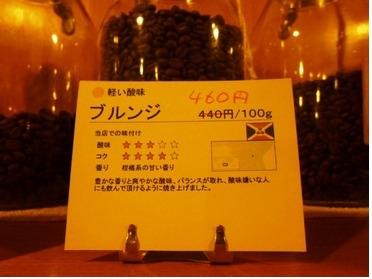 軽い酸味
460円
ブルンジ 440円/100g
当店での味付け
酸味 ★★★☆☆
コク ★★★★☆
香り 柑橘系の甘い香り
豊かな香りと爽やかな酸味、バランスが取れ、酸味嫌いな人
にも飲んで頂けるように焼き上げました。